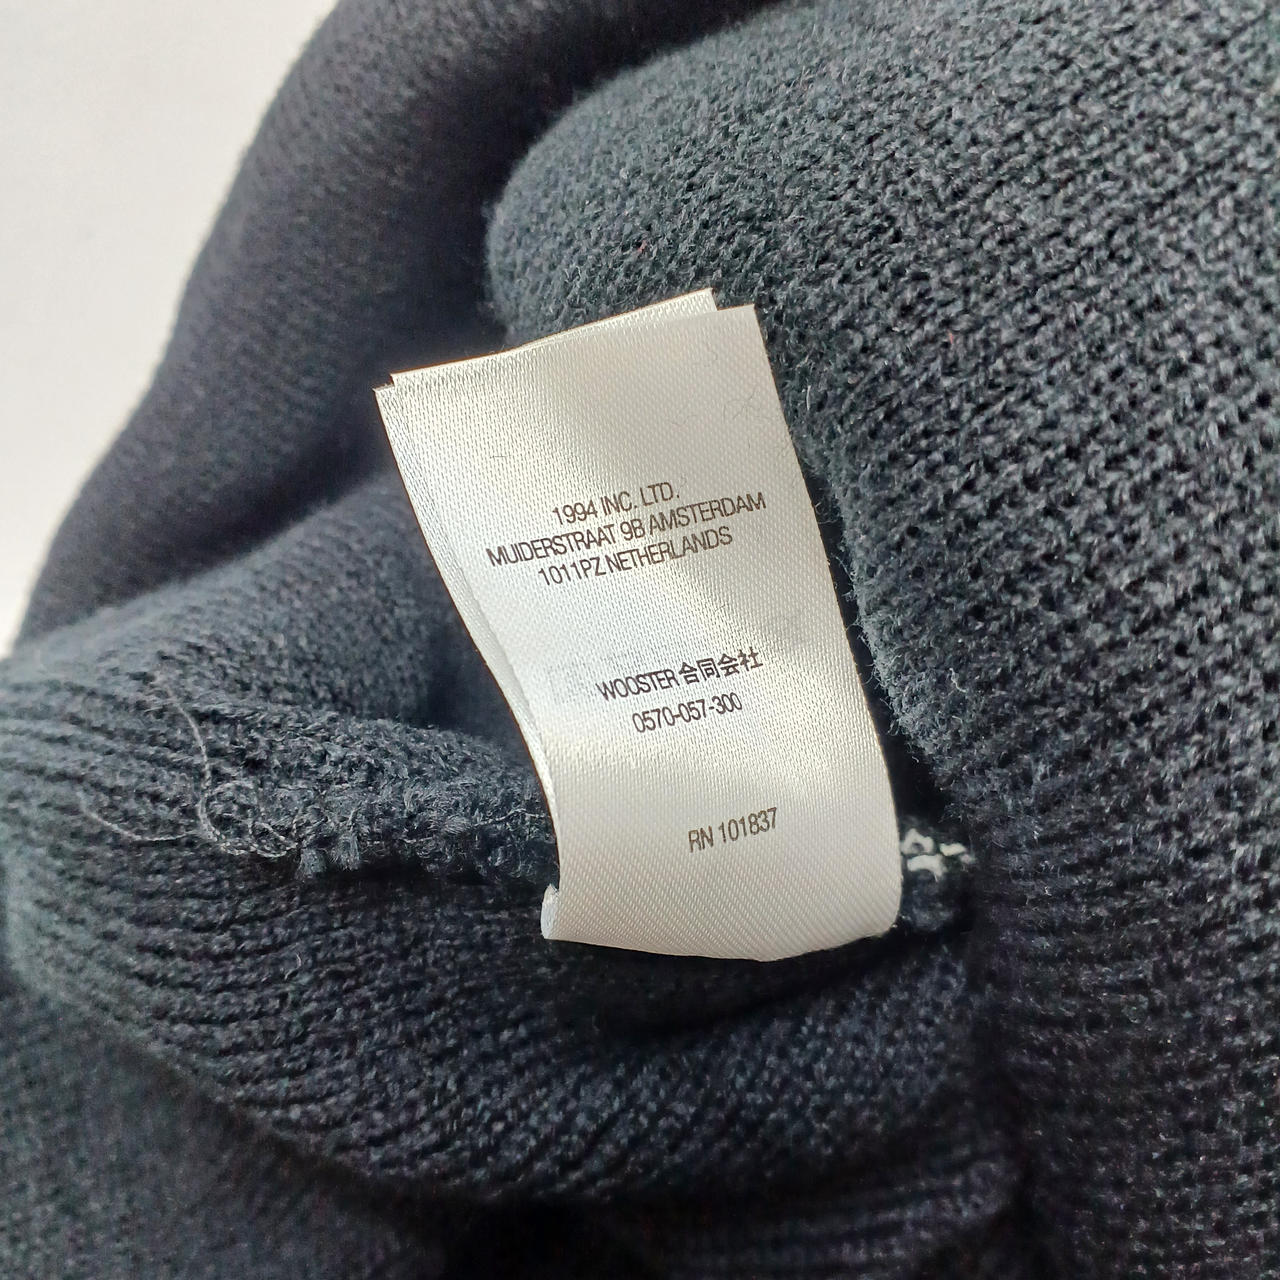 1994 INC. LTD.
MUIDERSTRAAT 9B AMSTERDAM
1011PZ NETHERLANDS
WOOSTER 合同会社
0570-057-300
RN 101837